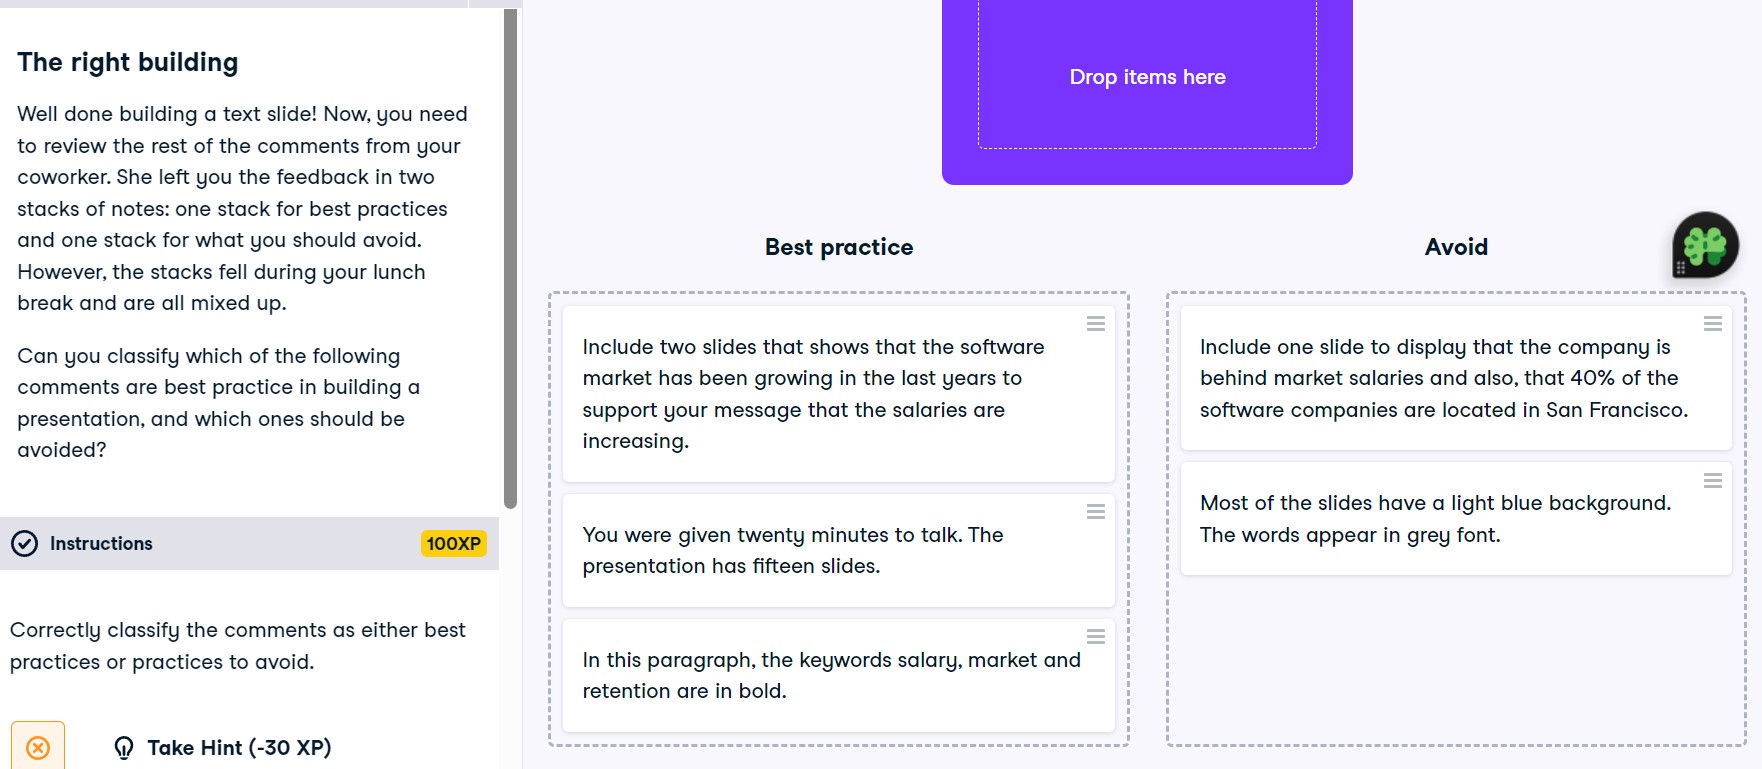 The right building
Well done building a text slide! Now, you need
to review the rest of the comments from your
coworker. She left you the feedback in two
stacks of notes: one stack for best practices
and one stack for what you should avoid.
However, the stacks fell during your lunch
break and are all mixed up.
Can you classify which of the following
comments are best practice in building a
presentation, and which ones should be
avoided?
Instructions
100XP
Correctly classify the comments as either best
practices or practices to avoid.
Take Hint (-30 XP)
Drop items here
Best practice
Include two slides that shows that the software
market has been growing in the last years to
support your message that the salaries are
increasing.
You were given twenty minutes to talk. The
presentation has fifteen slides.
In this paragraph, the keywords salary, market and
retention are in bold.
Avoid
Include one slide to display that the company is
behind market salaries and also, that 40% of the
software companies are located in San Francisco.
Most of the slides have a light blue background.
The words appear in grey font.